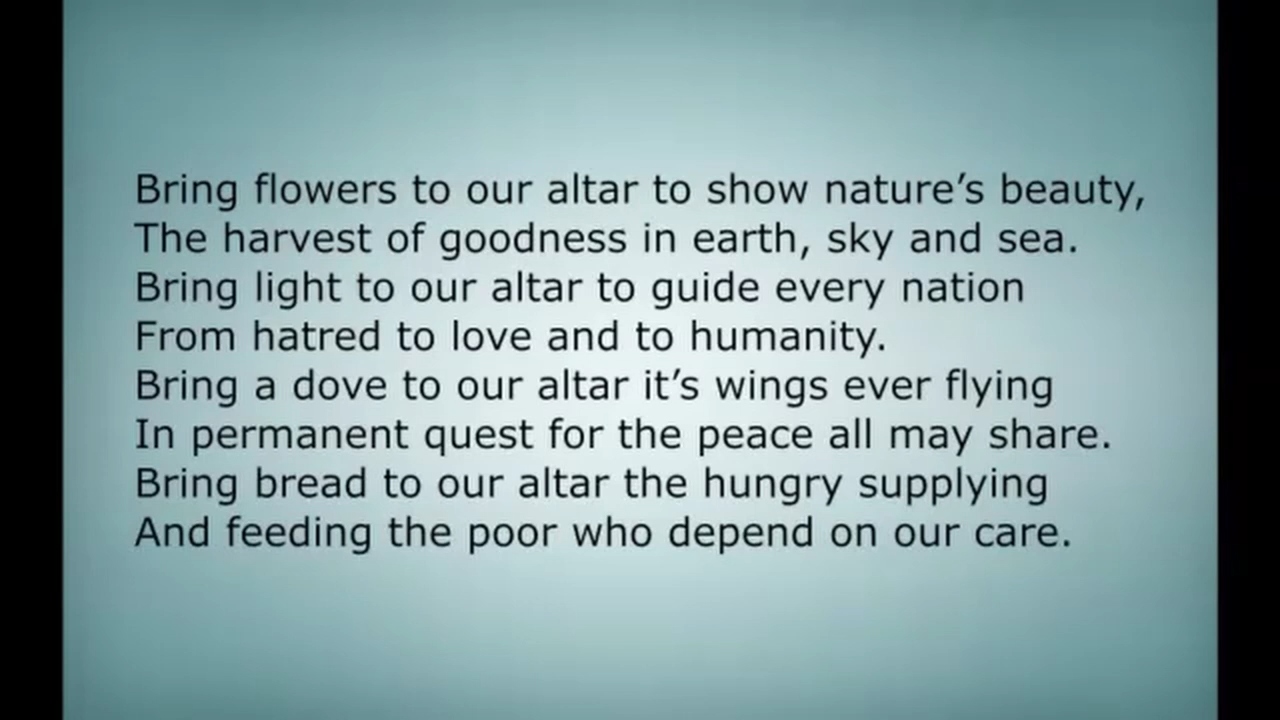 Bring flowers to our altar to show nature’s beauty,
The harvest of goodness in earth, sky and sea.
Bring light to our altar to guide every nation
From hatred to love and to humanity.
Bring a dove to our altar it’s wings ever flying
In permanent quest for the peace all may share.
Bring bread to our altar the hungry supplying
And feeding the poor who depend on our care.